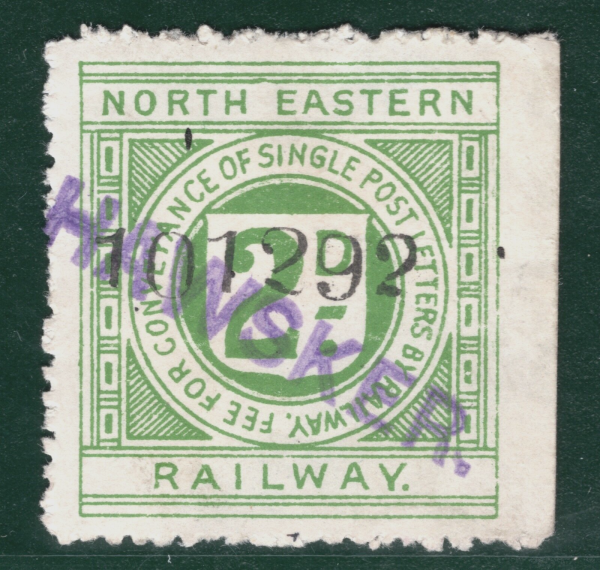 NORTH EASTERN
FEE FOR CONVEYANCE OF SINGLE POST LETTERS BY RAILWAY.
2D.
101292
RAILWAY.